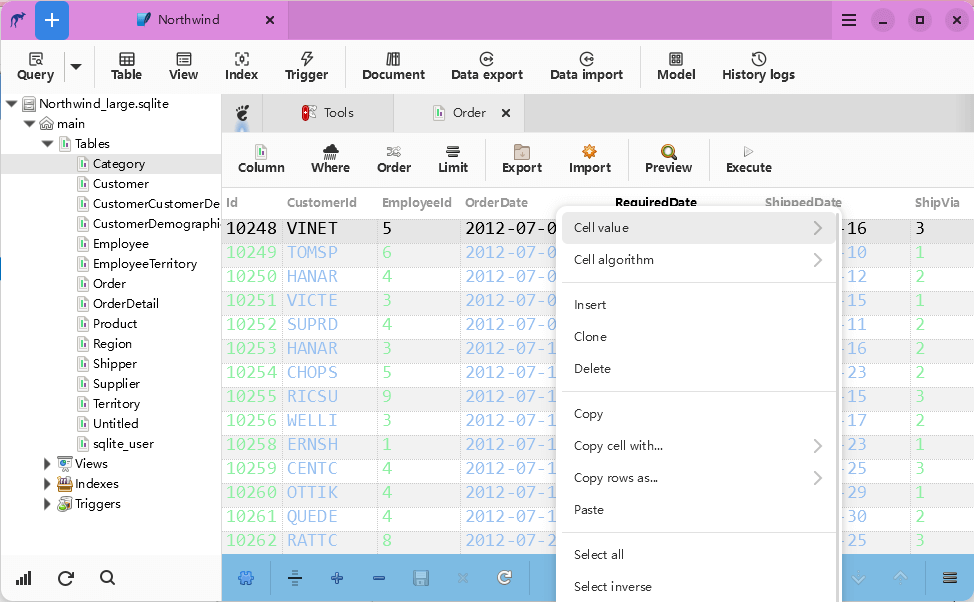 Northwind
Query
Table
View
Index
Trigger
Document
Data export
Data import
Model
History logs
Northwind_large.sqlite
main
Tables
Category
Customer
CustomerCustomerDe
CustomerDemographi
Employee
EmployeeTerritory
Order
OrderDetail
Product
Region
Shipper
Supplier
Territory
Untitled
sqlite_user
Views
Indexes
Triggers
Tools
Order
Column
Where
Order
Limit
Export
Import
Preview
Execute
Id CustomerId EmployeeId OrderDate RequiredDate ShippedDate ShipVia
10248 VINET 5 2012-07-0 -16 3
10249 TOMSP 6 2012-07-0 -10 1
10250 HANAR 4 2012-07-0 -12 2
10251 VICTE 3 2012-07-0 -15 1
10252 SUPRD 4 2012-07-0 -11 2
10253 HANAR 3 2012-07-1 -16 2
10254 CHOPS 5 2012-07-1 -23 2
10255 RICSU 9 2012-07-1 -15 3
10256 WELLI 3 2012-07-1 -17 2
10258 ERNSH 1 2012-07-1 -23 1
10259 CENTC 4 2012-07-1 -25 3
10260 OTTIK 4 2012-07-1 -29 1
10261 QUEDE 4 2012-07-1 -30 2
10262 RATTC 8 2012-07-2 -25 3
Cell value
Cell algorithm
Insert
Clone
Delete
Copy
Copy cell with...
Copy rows as...
Paste
Select all
Select inverse